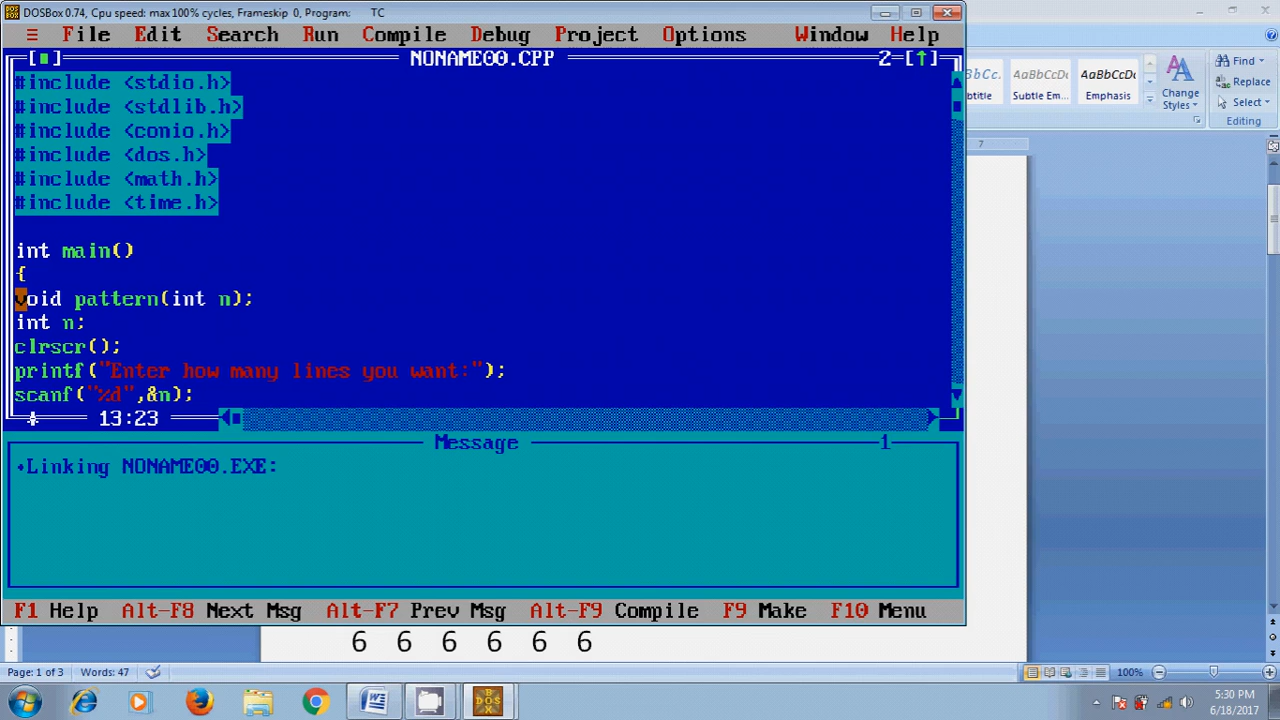 DOSBox 0.74, Cpu speed: max 100% cycles, Frameskip 0, Program: TC
≡ File Edit Search Run Compile Debug Project Options Window Help
[■] NONAME00.CPP 2=[↑]
#include <stdio.h>
#include <stdlib.h>
#include <conio.h>
#include <dos.h>
#include <math.h>
#include <time.h>
int main()
{
void pattern(int n);
int n;
clrscr();
printf("Enter how many lines you want:");
scanf("%d",&n);
13:23
Message 1
•Linking NONAME00.EXE:
F1 Help Alt-F8 Next Msg Alt-F7 Prev Msg Alt-F9 Compile F9 Make F10 Menu
AaBbCcDc AaBbCcDc
Subtle Em... Emphasis
Change
Styles
Find
Replace
Select
Editing
7
6 6 6 6 6 6
Page: 1 of 3 Words: 47 100%
W
DOS BOX
5:30 PM
6/18/2017